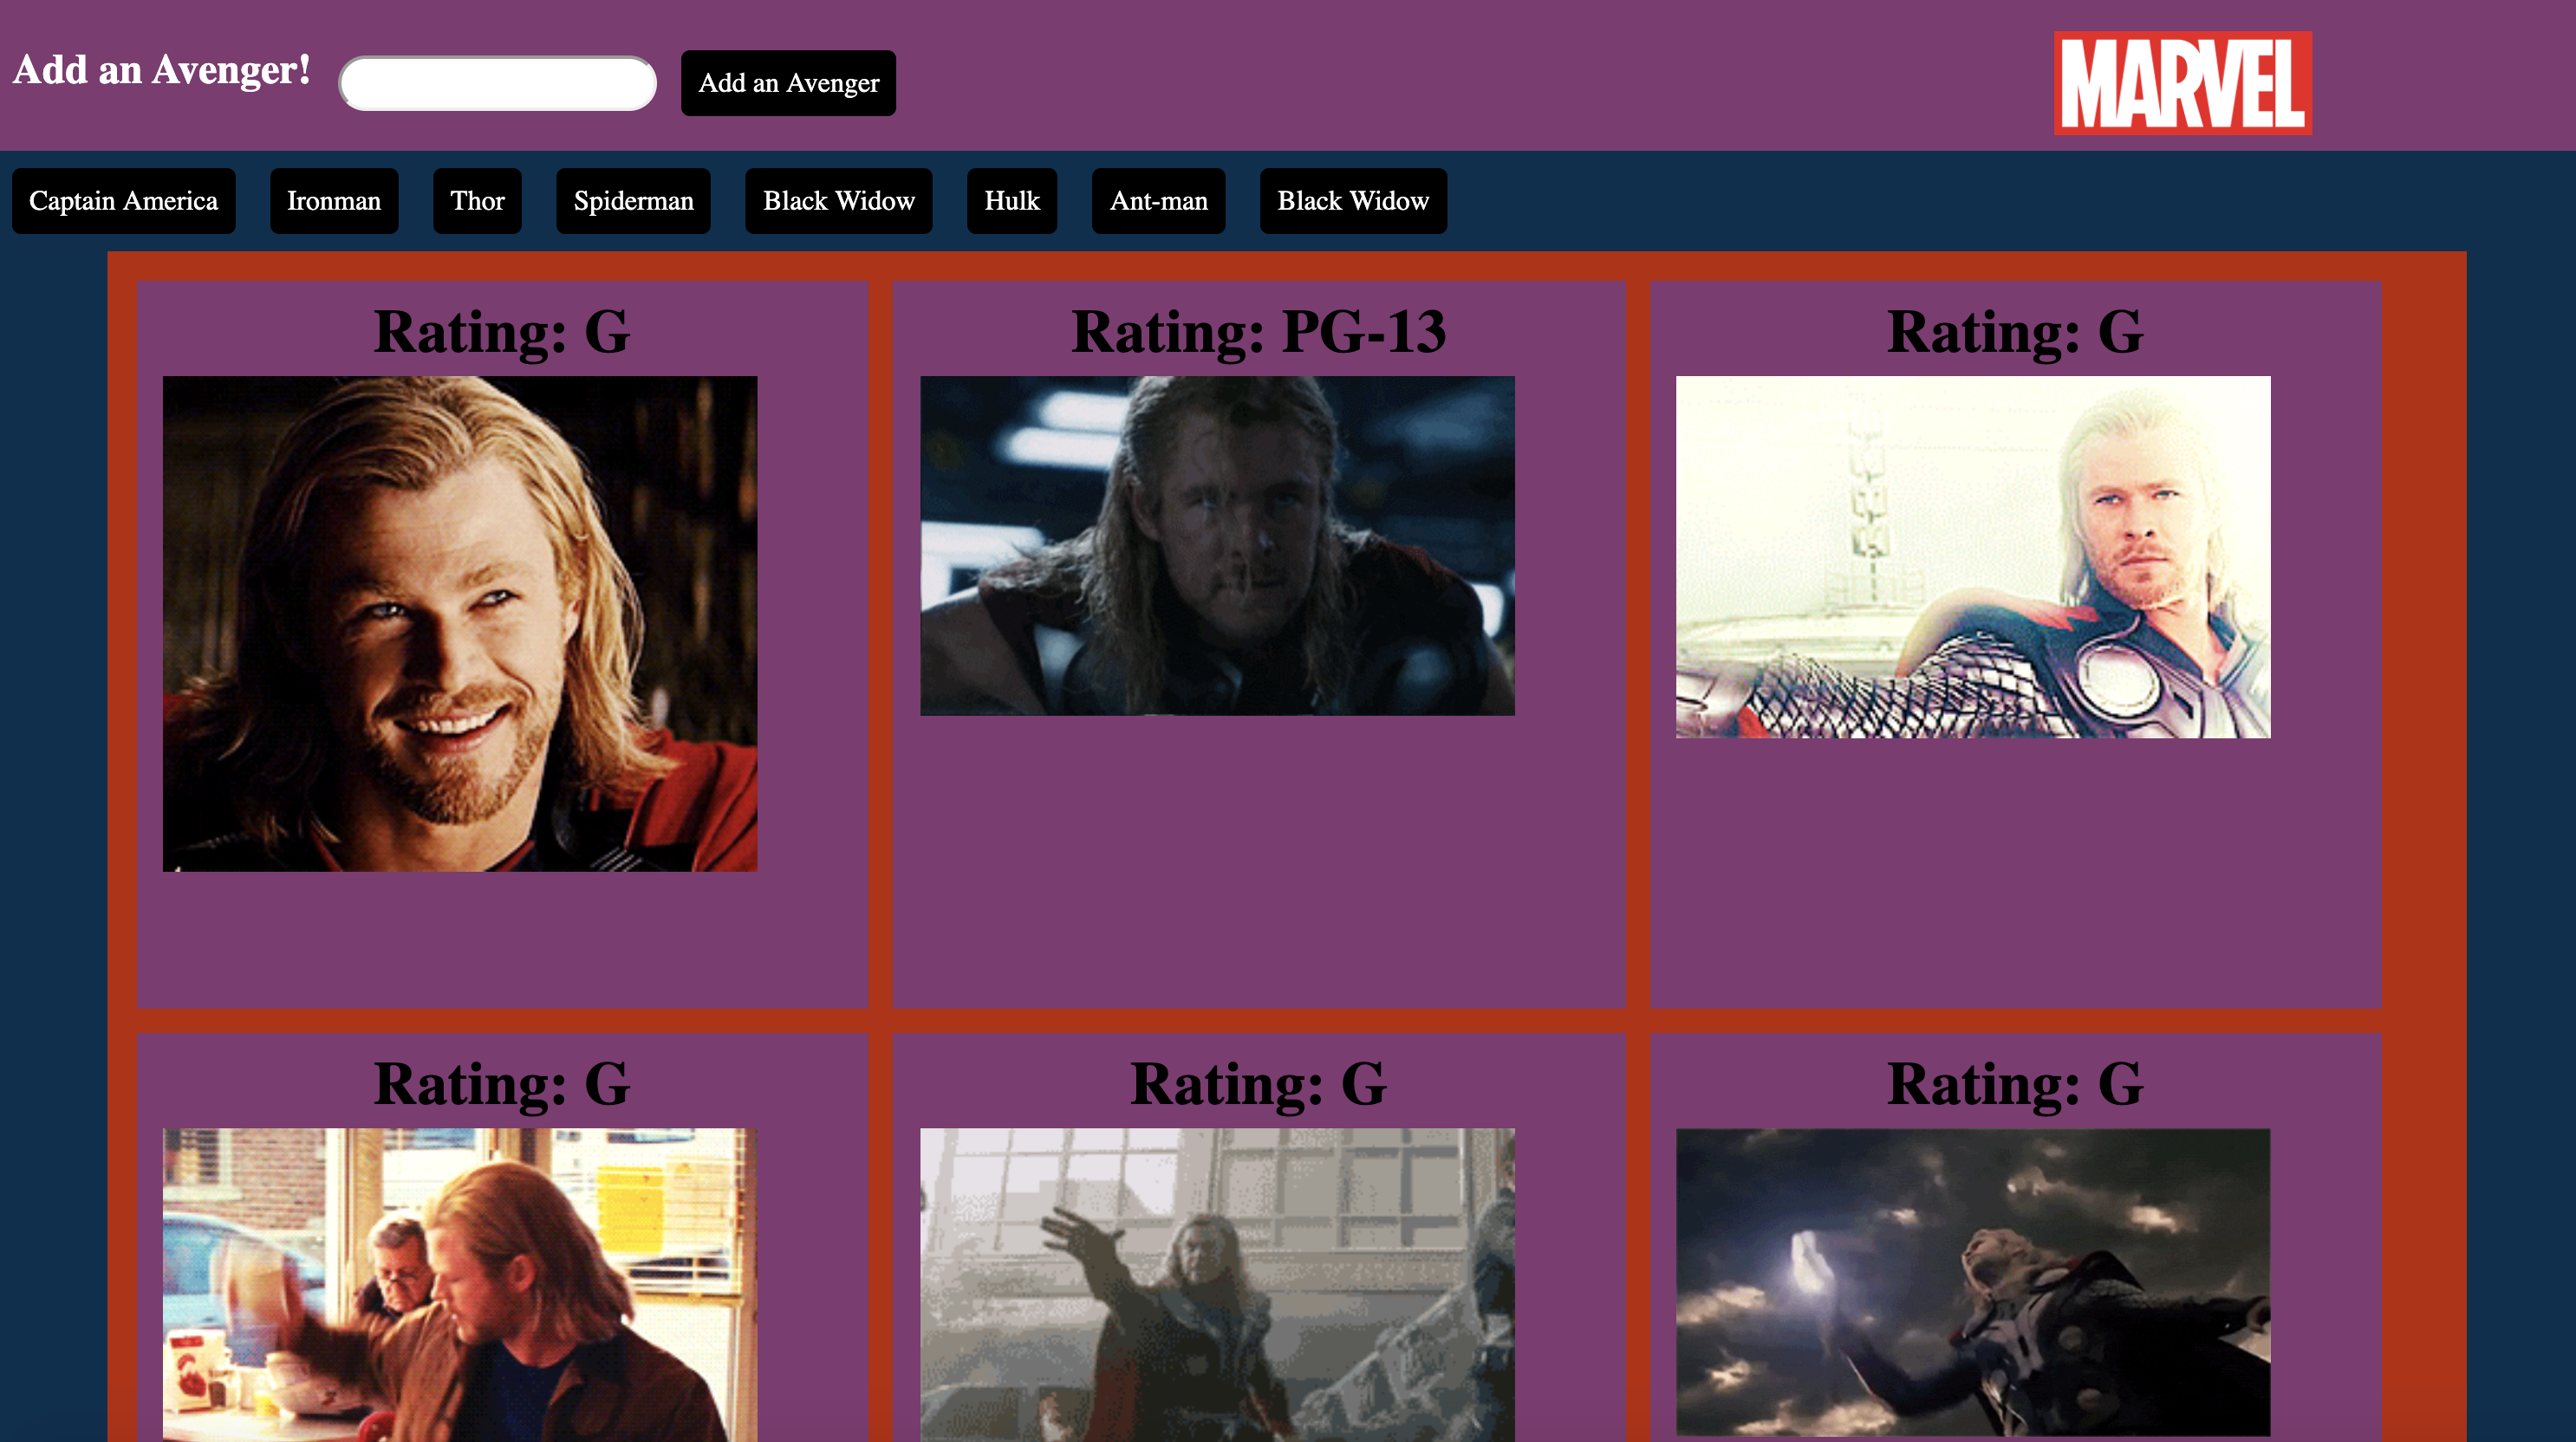 Add an Avenger!
Add an Avenger
MARVEL
Captain America
Ironman
Thor
Spiderman
Black Widow
Hulk
Ant-man
Black Widow
Rating: G
Rating: PG-13
Rating: G
Rating: G
Rating: G
Rating: G